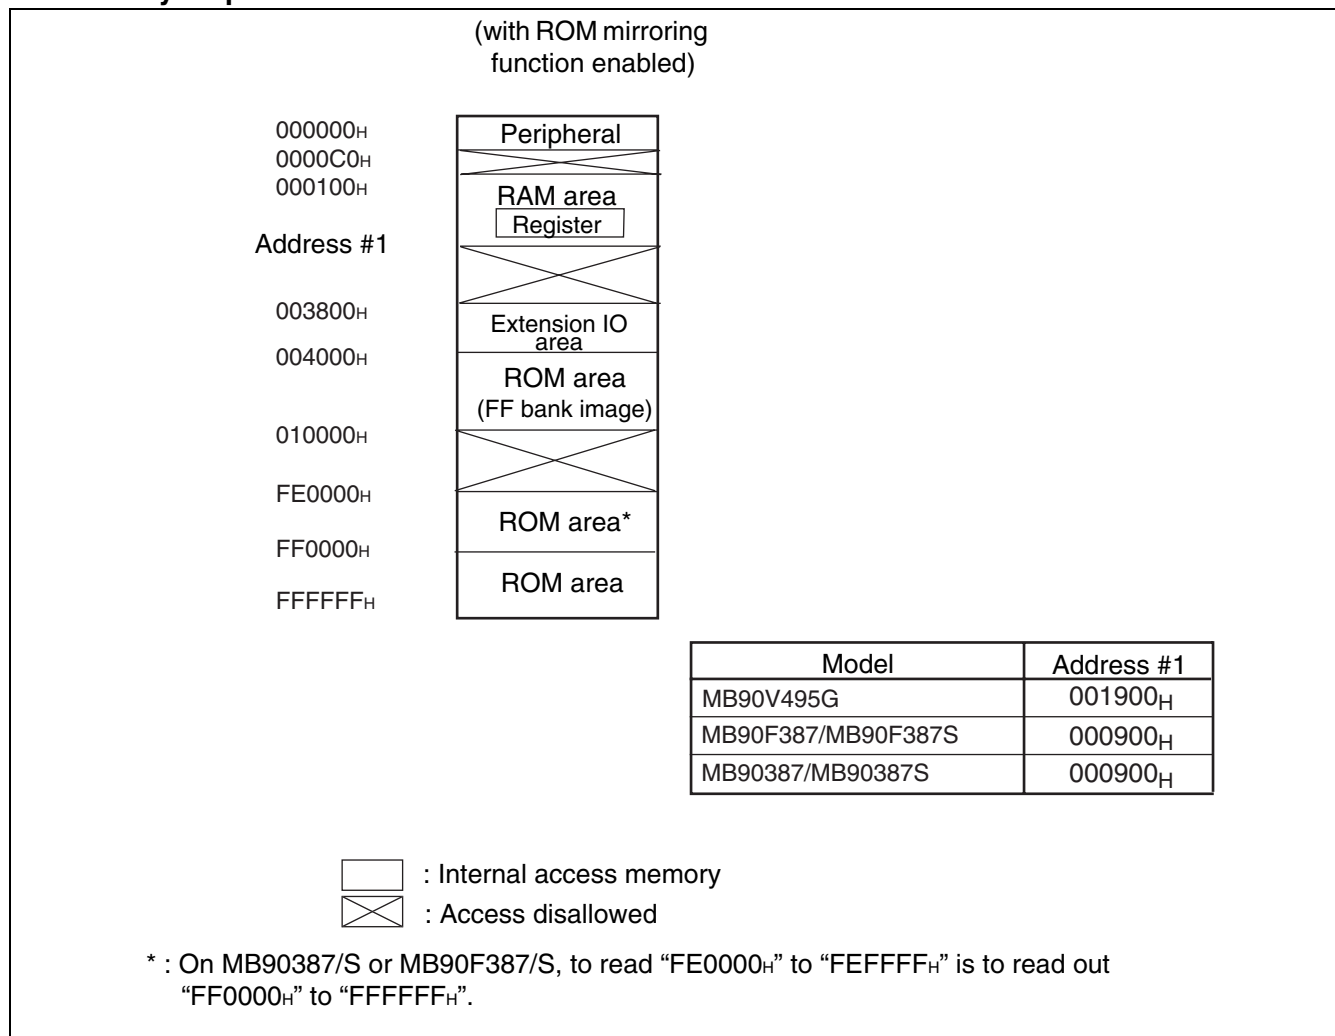 (with ROM mirroring
function enabled)
000000H
Peripheral
0000C0H
000100H
RAM area
Register
Address #1
003800H
Extension IO
area
004000H
ROM area
(FF bank image)
010000H
FE0000H
ROM area*
FF0000H
ROM area
FFFFFFH
Model Address #1
MB90V495G 001900H
MB90F387/MB90F387S 000900H
MB90387/MB90387S 000900H
: Internal access memory
: Access disallowed
* : On MB90387/S or MB90F387/S, to read “FE0000H” to “FEFFFFH” is to read out
“FF0000H” to “FFFFFFH”.